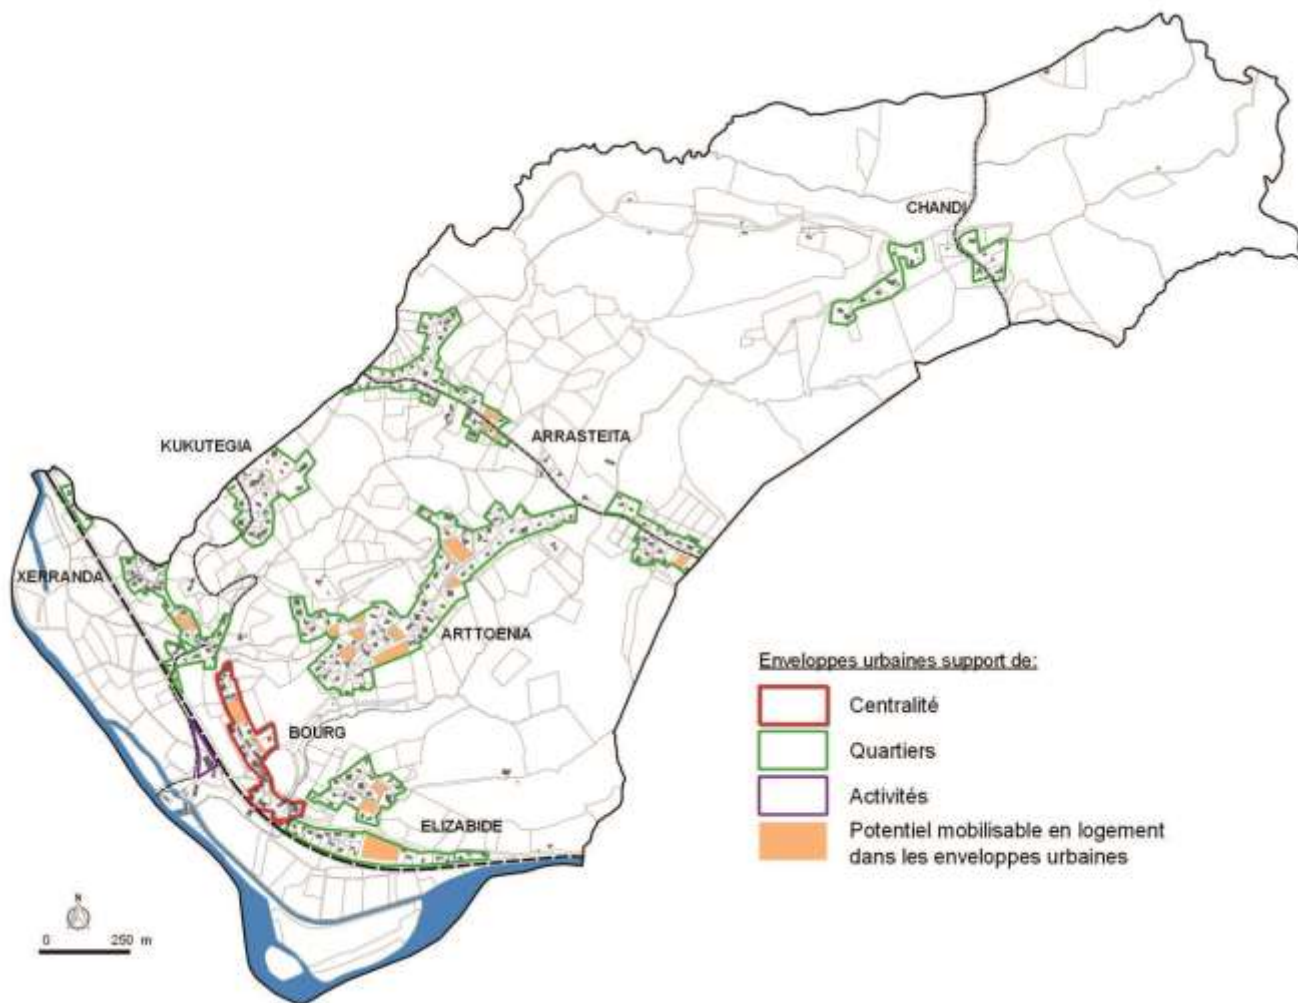 CHANDI
KUKUTEGIA
ARRASTEITA
XERRANDA
ARTTOENIA
BOURG
ELIZABIDE
Enveloppes urbaines support de:
Centralité
Quartiers
Activités
Potentiel mobilisable en logement
dans les enveloppes urbaines
N
0 250 m